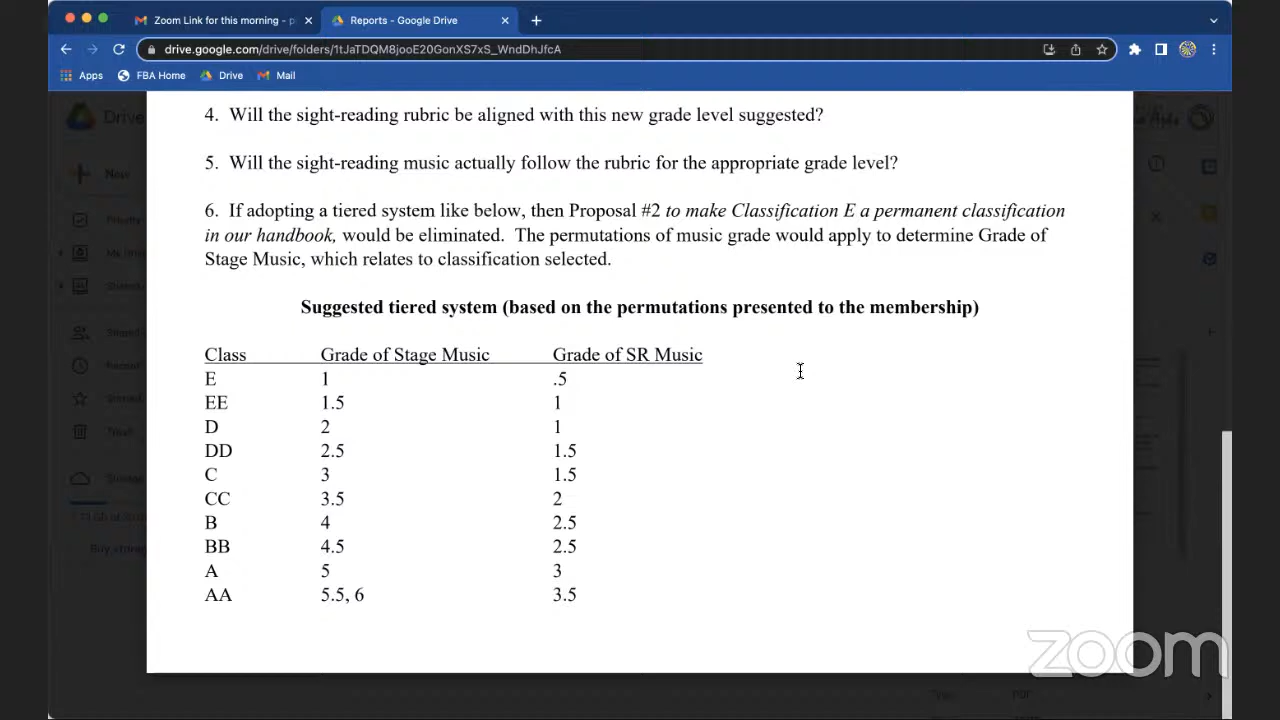 Zoom Link for this morning - p
Reports - Google Drive
drive.google.com/drive/folders/1tJaTDQM8jooE20GonXS7xS_WndDhJfcA
Apps FBA Home Drive Mail
Drive
New
4. Will the sight-reading rubric be aligned with this new grade level suggested?
5. Will the sight-reading music actually follow the rubric for the appropriate grade level?
6. If adopting a tiered system like below, then Proposal #2 to make Classification E a permanent classification
in our handbook, would be eliminated. The permutations of music grade would apply to determine Grade of
Stage Music, which relates to classification selected.
Suggested tiered system (based on the permutations presented to the membership)
Class Grade of Stage Music Grade of SR Music
E 1 .5
EE 1.5 1
D 2 1
DD 2.5 1.5
C 3 1.5
CC 3.5 2
B 4 2.5
BB 4.5 2.5
A 5 3
AA 5.5, 6 3.5
zoom